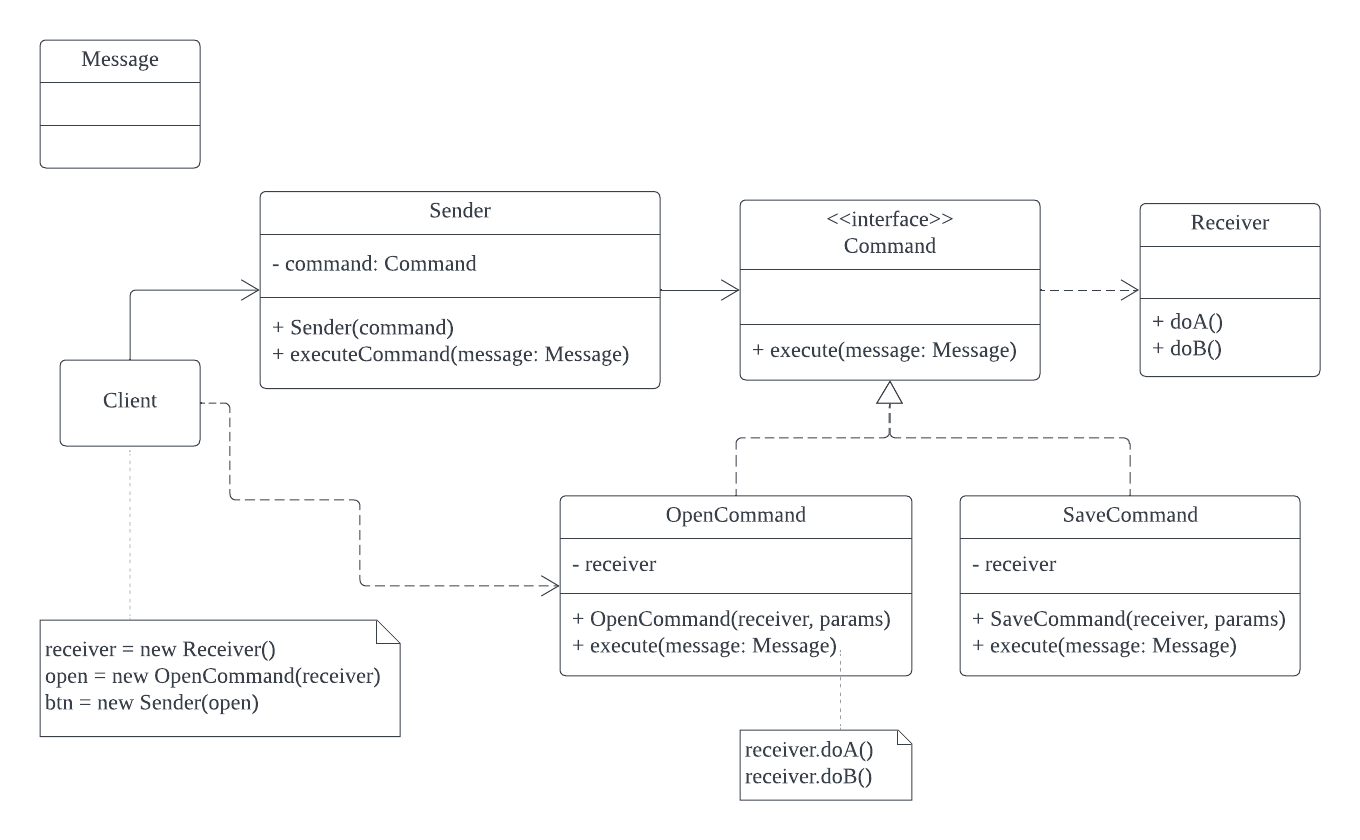 Message
Sender
- command: Command
+ Sender(command)
+ executeCommand(message: Message)
<<interface>>
Command
+ execute(message: Message)
Receiver
+ doA()
+ doB()
Client
OpenCommand
- receiver
+ OpenCommand(receiver, params)
+ execute(message: Message)
SaveCommand
- receiver
+ SaveCommand(receiver, params)
+ execute(message: Message)
receiver = new Receiver()
open = new OpenCommand(receiver)
btn = new Sender(open)
receiver.doA()
receiver.doB()